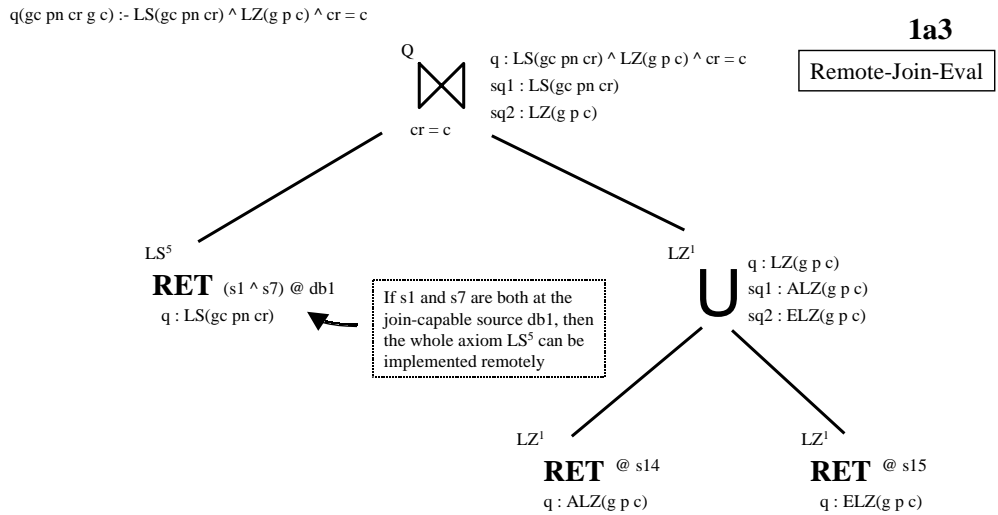 q(gc pn cr g c) :- LS(gc pn cr) ^ LZ(g p c) ^ cr = c
1a3
Remote-Join-Eval
Q
q : LS(gc pn cr) ^ LZ(g p c) ^ cr = c
sq1 : LS(gc pn cr)
sq2 : LZ(g p c)
cr = c
LS⁵
RET (s1 ^ s7) @ db1
q : LS(gc pn cr)
If s1 and s7 are both at the
join-capable source db1, then
the whole axiom LS⁵ can be
implemented remotely
LZ¹
U
q : LZ(g p c)
sq1 : ALZ(g p c)
sq2 : ELZ(g p c)
LZ¹
RET @ s14
q : ALZ(g p c)
LZ¹
RET @ s15
q : ELZ(g p c)